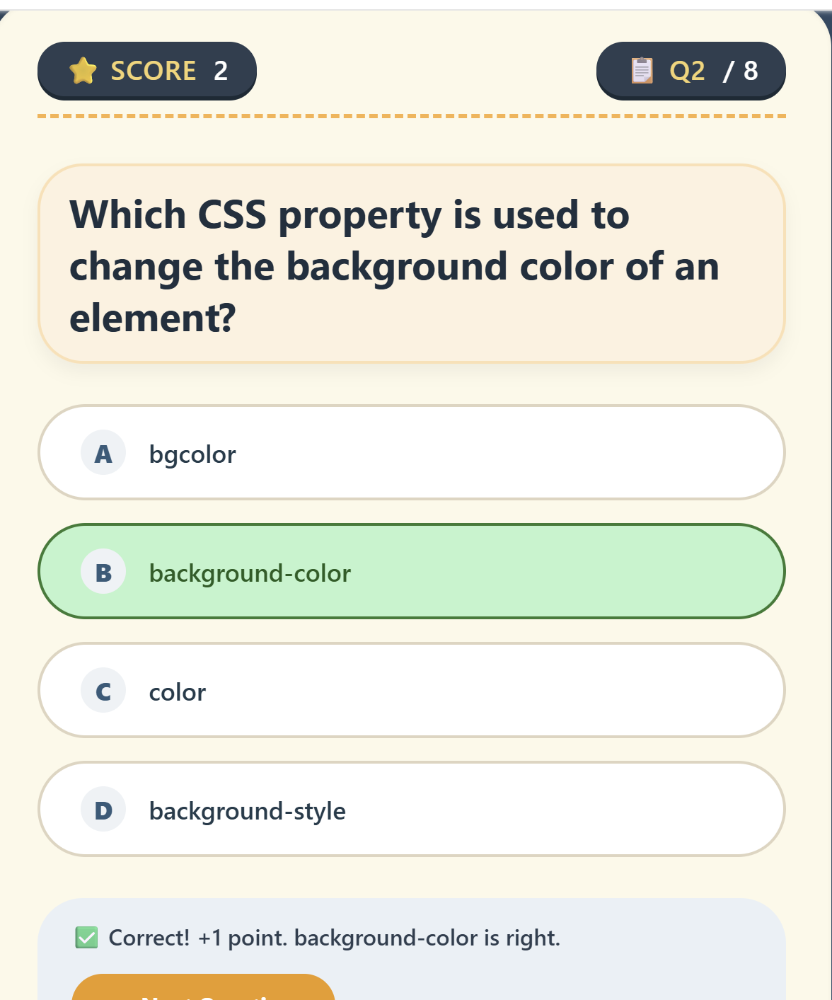 SCORE 2
Q2 / 8
Which CSS property is used to
change the background color of an
element?
A bgcolor
B background-color
C color
D background-style
Correct! +1 point. background-color is right.